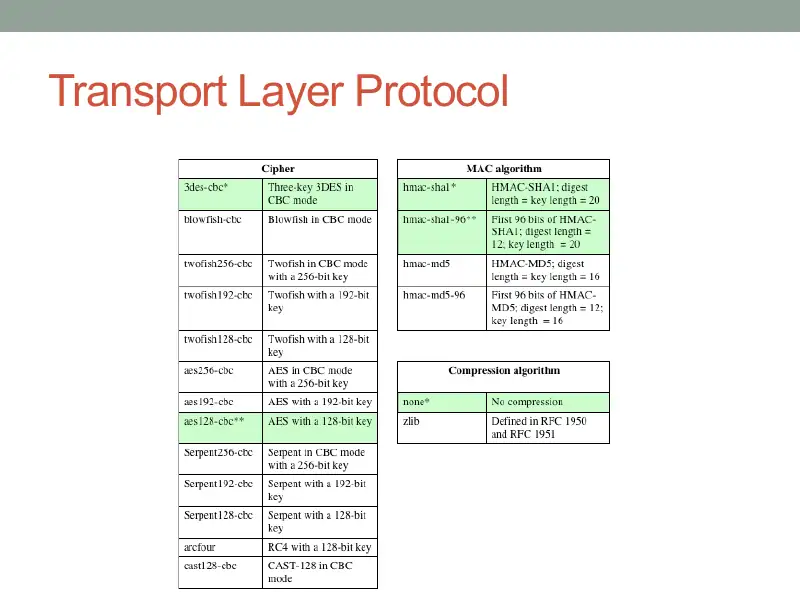 Transport Layer Protocol
Cipher
3des-cbc*
Three-key 3DES in
CBC mode
blowfish-cbc
Blowfish in CBC mode
twofish256-cbc
Twofish in CBC mode
with a 256-bit key
twofish192-cbc
Twofish with a 192-bit
key
twofish128-cbc
Twofish with a 128-bit
key
aes256-cbc
AES in CBC mode
with a 256-bit key
aes192-cbc
AES with a 192-bit key
aes128-cbc**
AES with a 128-bit key
Serpent256-cbc
Serpent in CBC mode
with a 256-bit key
Serpent192-cbc
Serpent with a 192-bit
key
Serpent128-cbc
Serpent with a 128-bit
key
arcfour
RC4 with a 128-bit key
cast128-cbc
CAST-128 in CBC
mode
MAC algorithm
hmac-sha1*
HMAC-SHA1; digest
length = key length = 20
hmac-sha1-96**
First 96 bits of HMAC-
SHA1; digest length =
12; key length = 20
hmac-md5
HMAC-MD5; digest
length = key length = 16
hmac-md5-96
First 96 bits of HMAC-
MD5; digest length = 12;
key length = 16
Compression algorithm
none*
No compression
zlib
Defined in RFC 1950
and RFC 1951